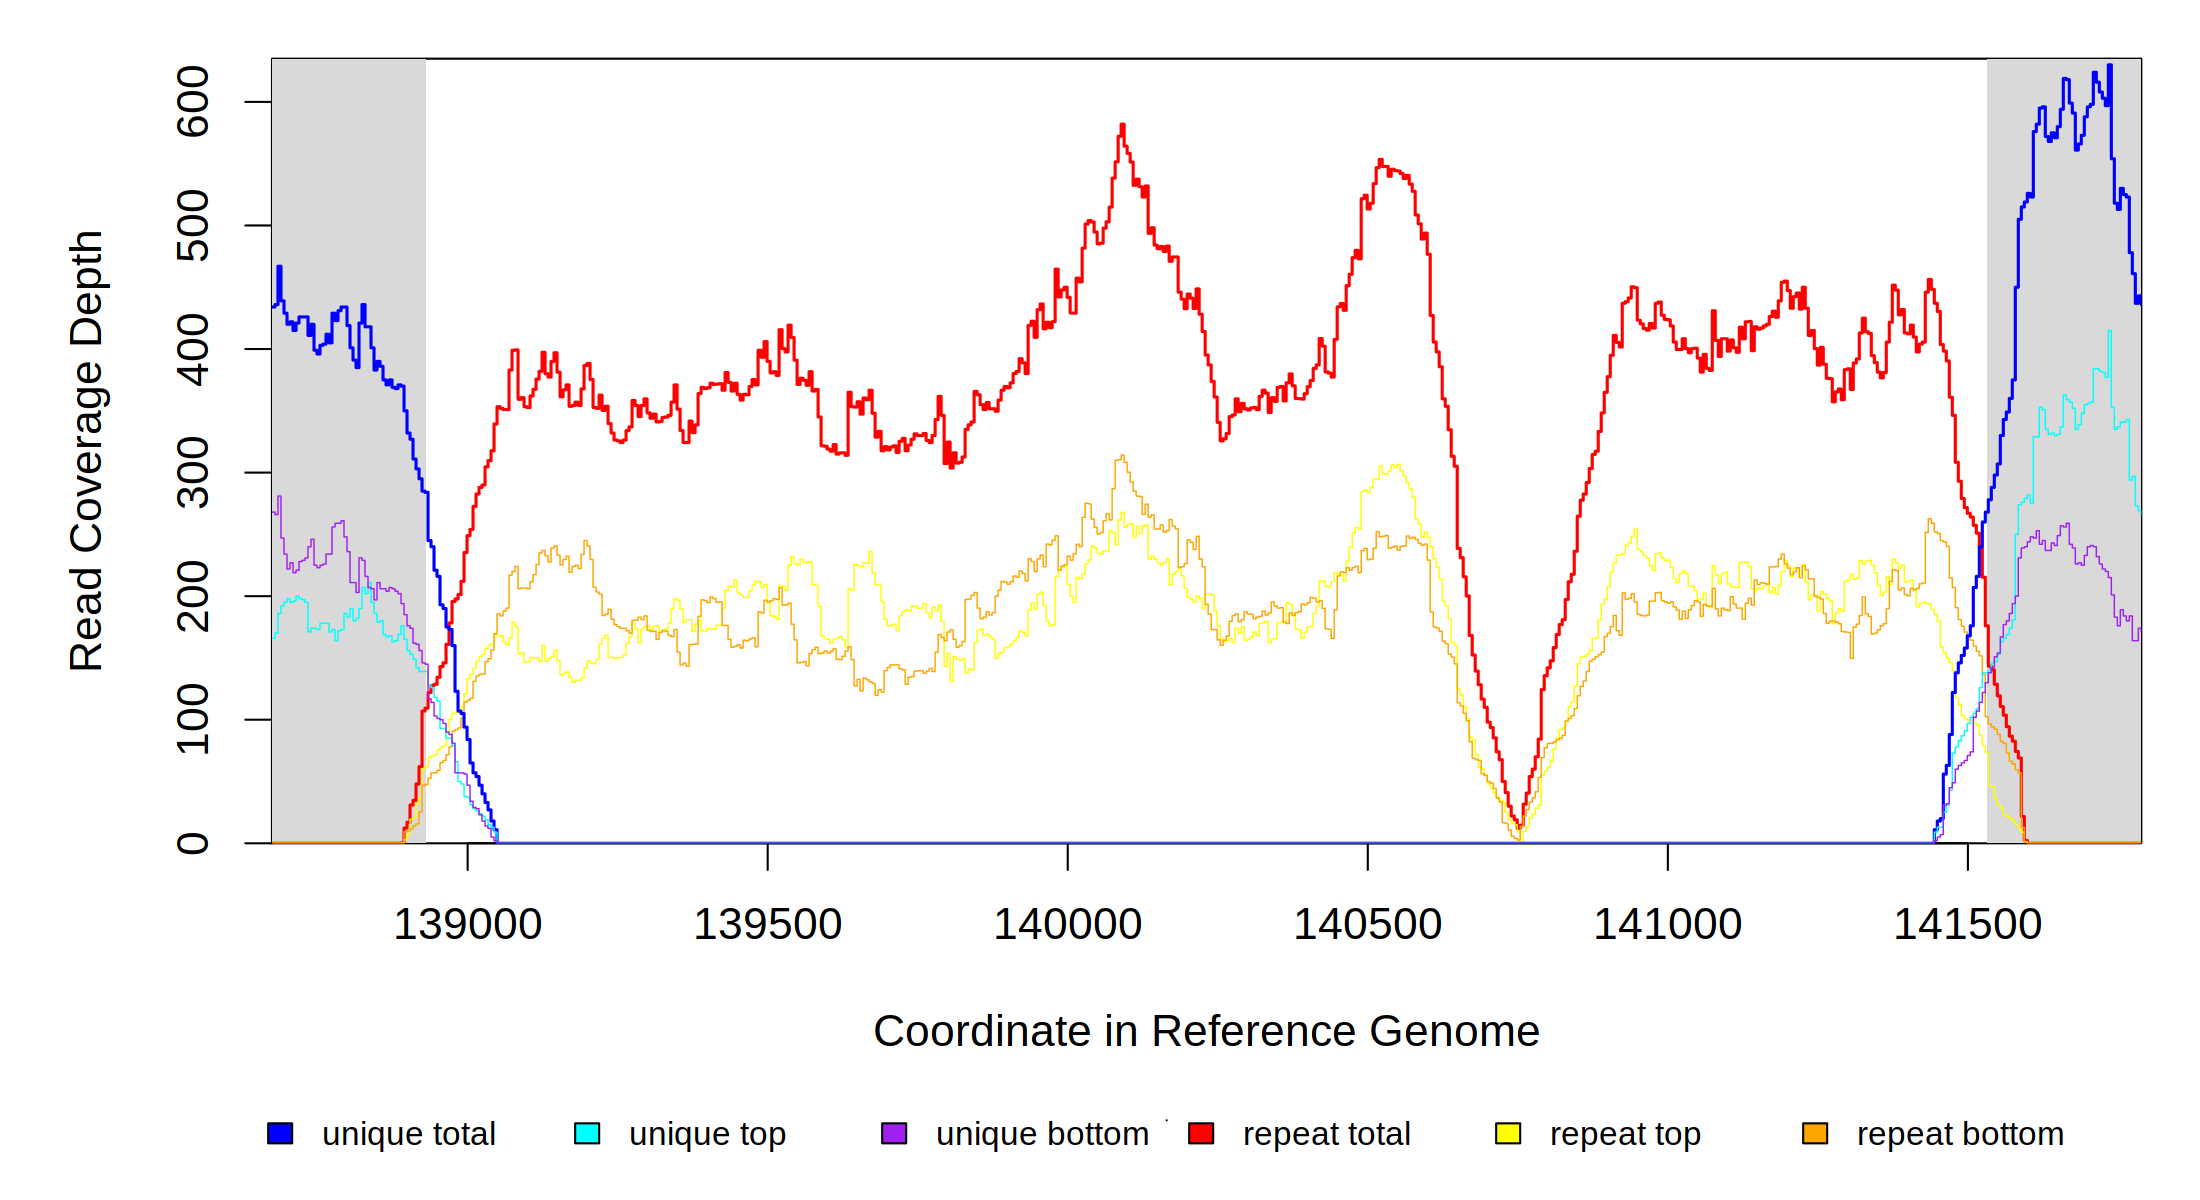 600
500
400
300
200
100
0
Read Coverage Depth
139000 139500 140000 140500 141000 141500
Coordinate in Reference Genome
unique total unique top unique bottom repeat total repeat top repeat bottom